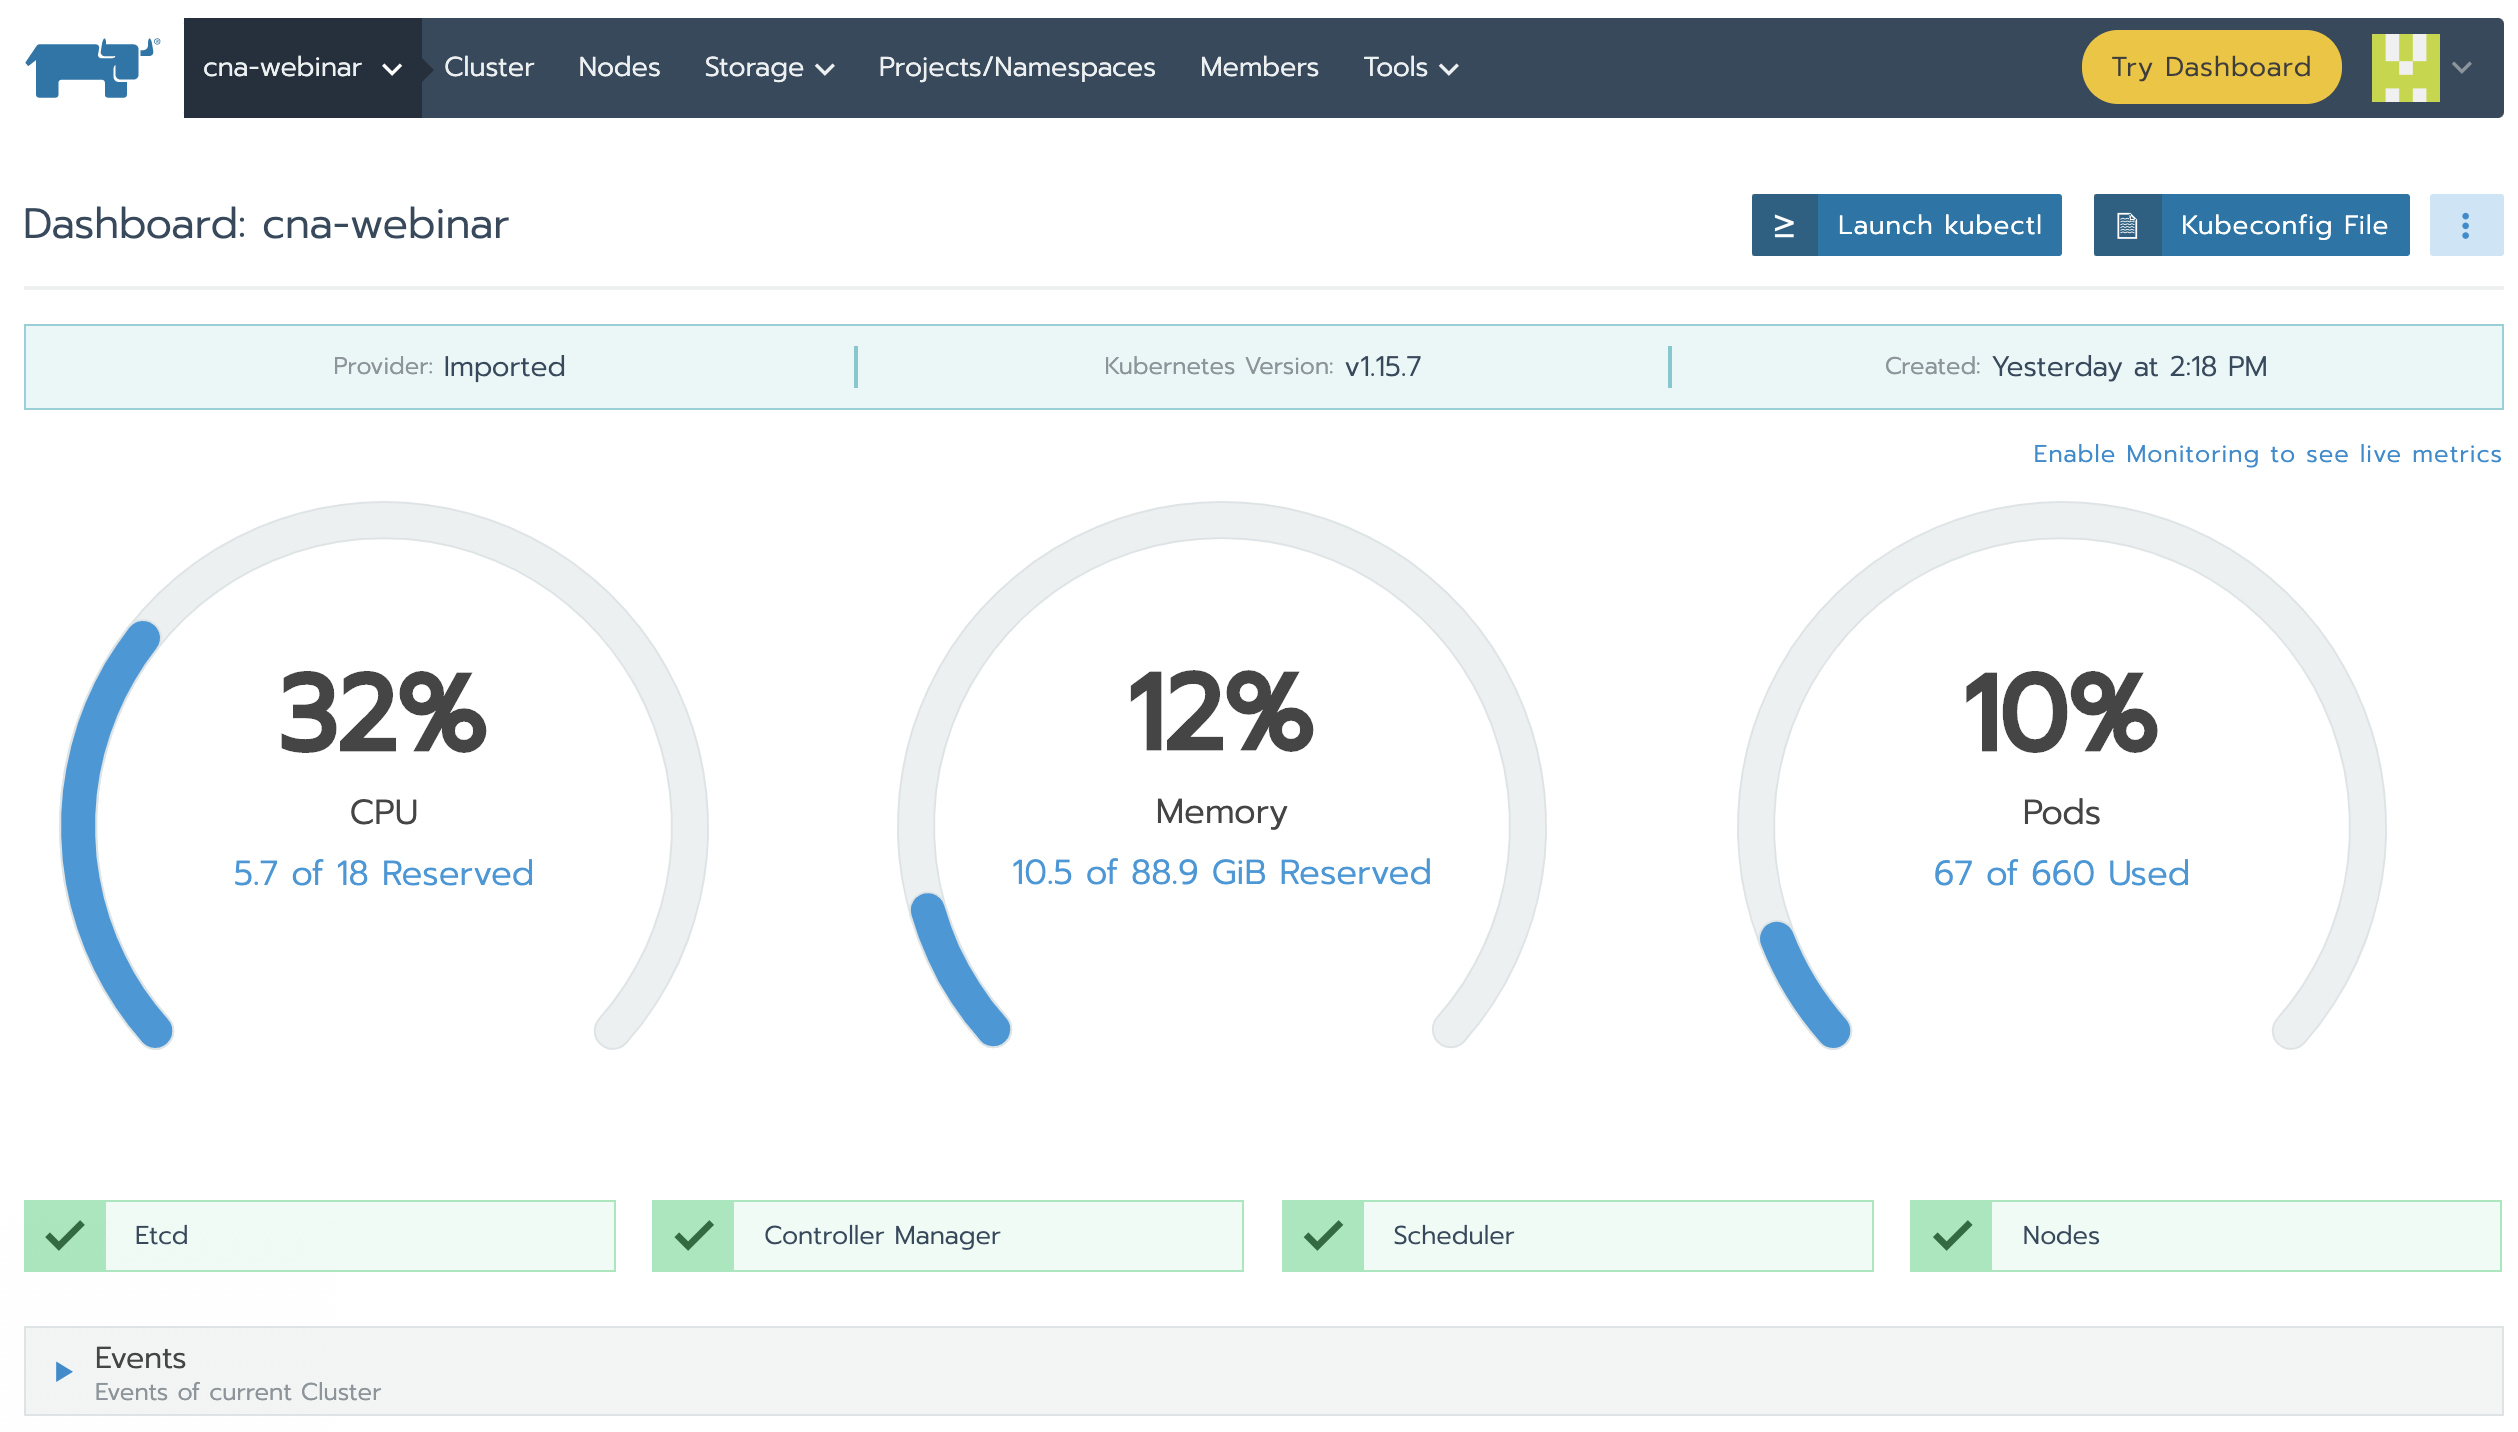 cna-webinar Cluster Nodes Storage Projects/Namespaces Members Tools Try Dashboard
Dashboard: cna-webinar Launch kubectl Kubeconfig File
Provider: Imported Kubernetes Version: v1.15.7 Created: Yesterday at 2:18 PM
Enable Monitoring to see live metrics
32% 12% 10%
CPU Memory Pods
5.7 of 18 Reserved 10.5 of 88.9 GiB Reserved 67 of 660 Used
Etcd Controller Manager Scheduler Nodes
Events
Events of current Cluster